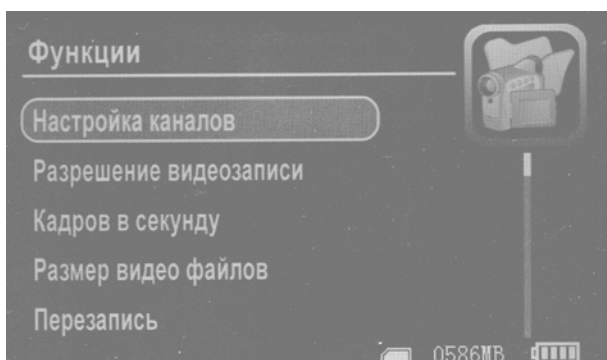 Функции
Настройка каналов
Разрешение видеозаписи
Кадров в секунду
Размер видео файлов
Перезапись
0586MB